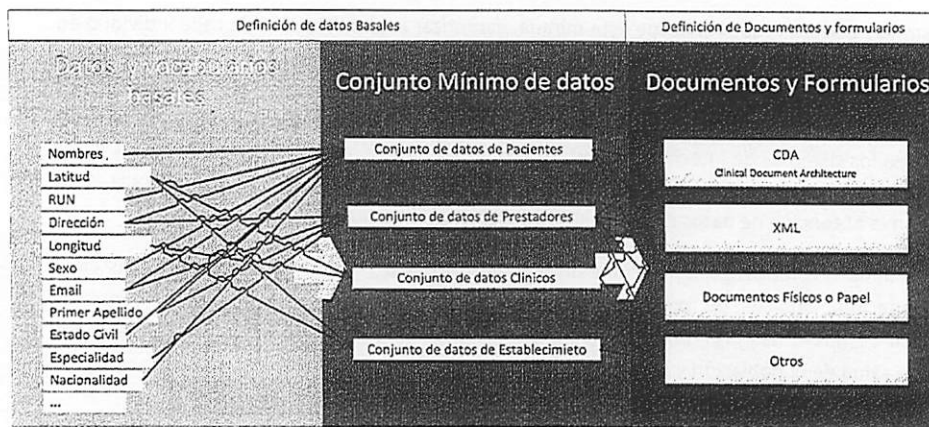 Definición de datos Basales
Definición de Documentos y formularios
Datos y vocabularios
basales
Nombres
Latitud
RUN
Dirección
Longitud
Sexo
Email
Primer Apellido
Estado Civil
Especialidad
Nacionalidad
...
Conjunto Mínimo de datos
Conjunto de datos de Pacientes
Conjunto de datos de Prestadores
Conjunto de datos Clínicos
Conjunto de datos de Establecimieto
Documentos y Formularios
CDA
Clinical Document Architecture
XML
Documentos Físicos o Papel
Otros